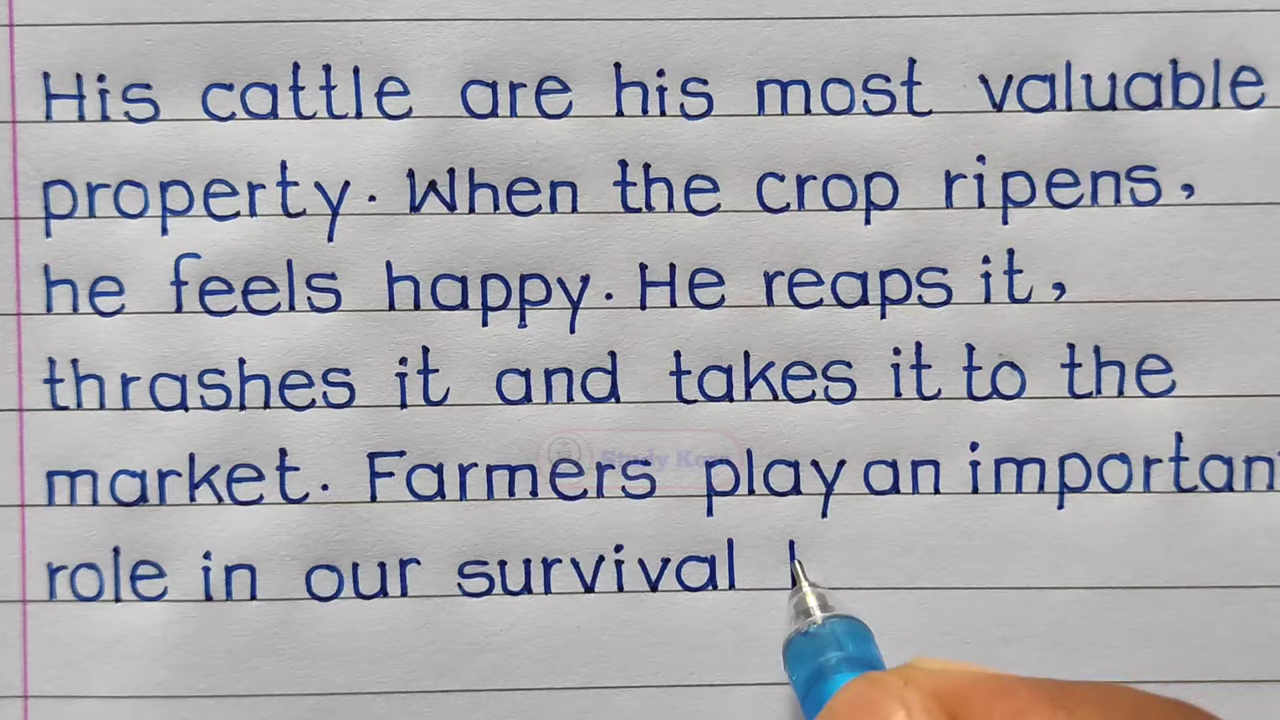 His cattle are his most valuable
property. When the crop ripens,
he feels happy. He reaps it,
thrashes it and takes it to the
market. Farmers play an importan
role in our survival